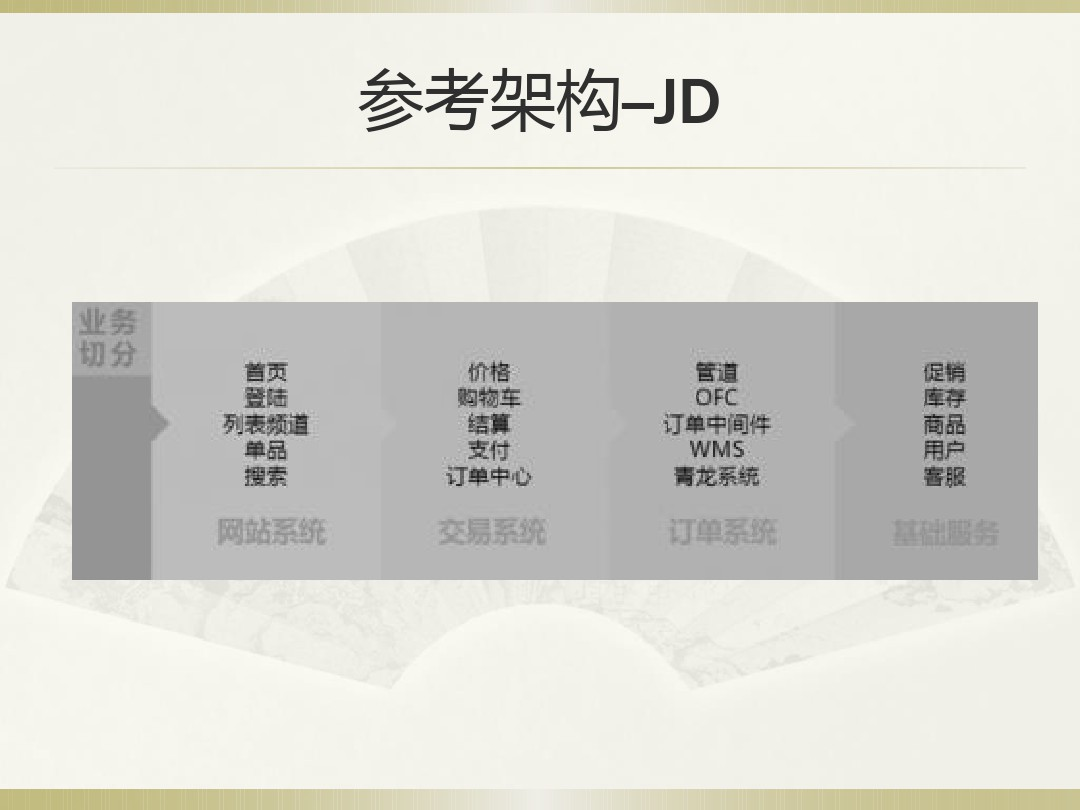 参考架构–JD
业务
切分
首页
登陆
列表频道
单品
搜索
网站系统
价格
购物车
结算
支付
订单中心
交易系统
管道
OFC
订单中间件
WMS
青龙系统
订单系统
促销
库存
商品
用户
客服
基础服务